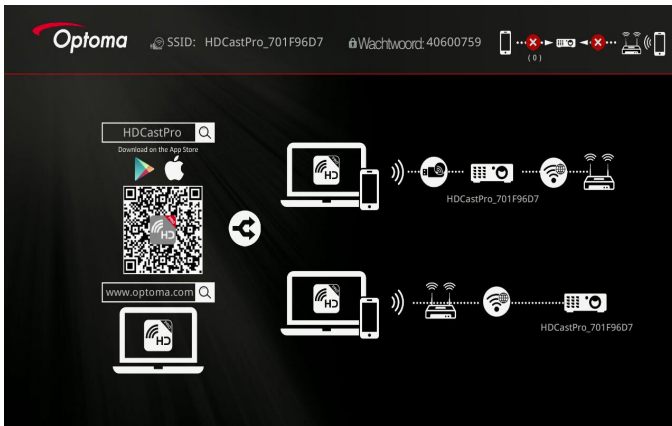 Optoma
SSID: HDCastPro_701F96D7
Wachtwoord: 40600759
(0)
HDCastPro
Download on the App Store
HD
HD
HDCastPro_701F96D7
www.optoma.com
HD
HD
HDCastPro_701F96D7